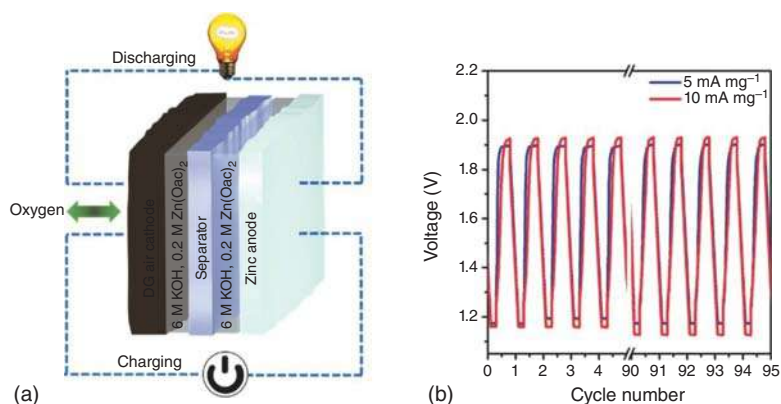 Discharging
Oxygen
DG air cathode
6 M KOH, 0.2 M Zn(Oac)₂
Separator
6 M KOH, 0.2 M Zn(Oac)₂
Zinc anode
Charging
(a)
2.2
2.0
1.8
1.6
1.4
1.2
Voltage (V)
5 mA mg⁻¹
10 mA mg⁻¹
0 1 2 3 4 90 91 92 93 94 95
Cycle number
(b)